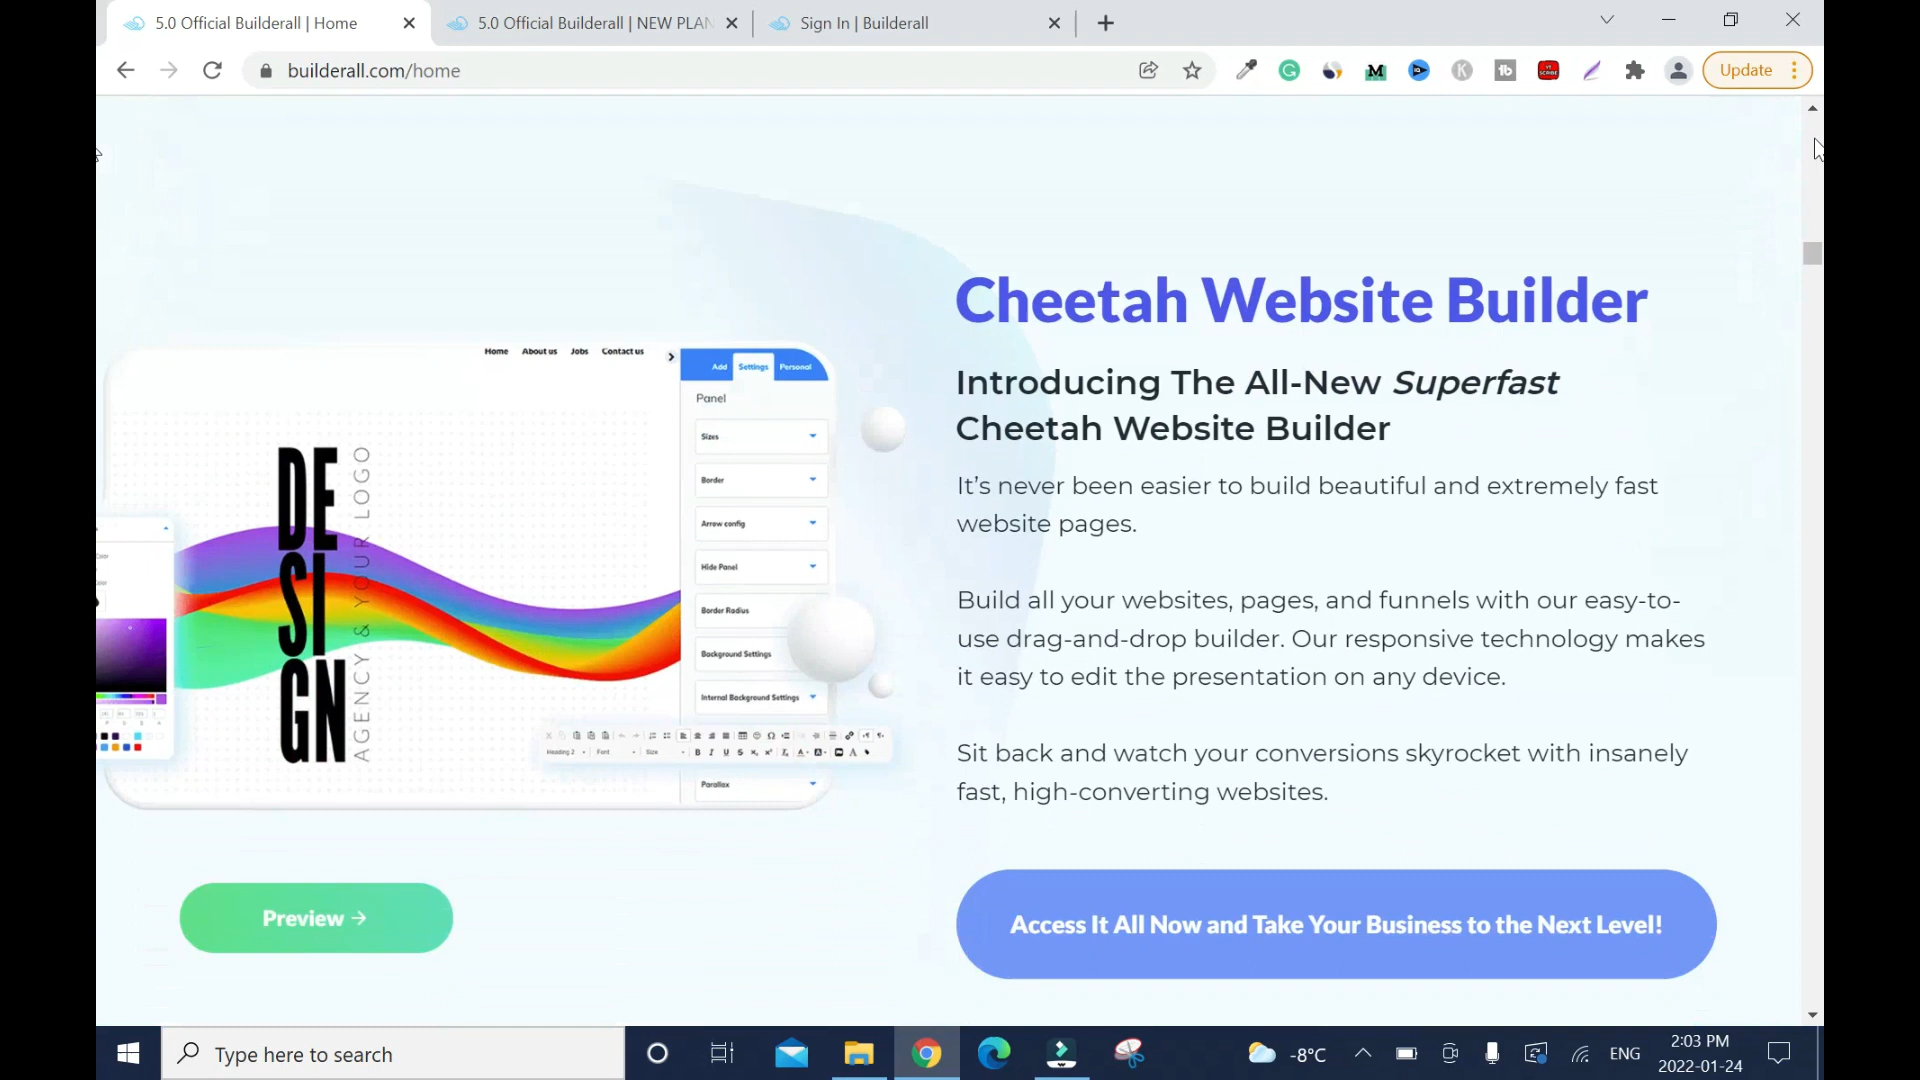 5.0 Official Builderall | Home
5.0 Official Builderall | NEW PLAN
Sign In | Builderall
builderall.com/home
Update
Home About us Jobs Contact us
Add Settings Personal
Panel
Sizes
Border
Arrow config
Hide Panel
Border Radius
Background Settings
Internal Background Settings
Parallax
DE
SI
GN
AGENCY & YOUR LOGO
Heading 2 Font Size
Preview →
Cheetah Website Builder
Introducing The All-New Superfast
Cheetah Website Builder
It's never been easier to build beautiful and extremely fast
website pages.
Build all your websites, pages, and funnels with our easy-to-
use drag-and-drop builder. Our responsive technology makes
it easy to edit the presentation on any device.
Sit back and watch your conversions skyrocket with insanely
fast, high-converting websites.
Access It All Now and Take Your Business to the Next Level!
Type here to search
-8°C
ENG
2:03 PM
2022-01-24